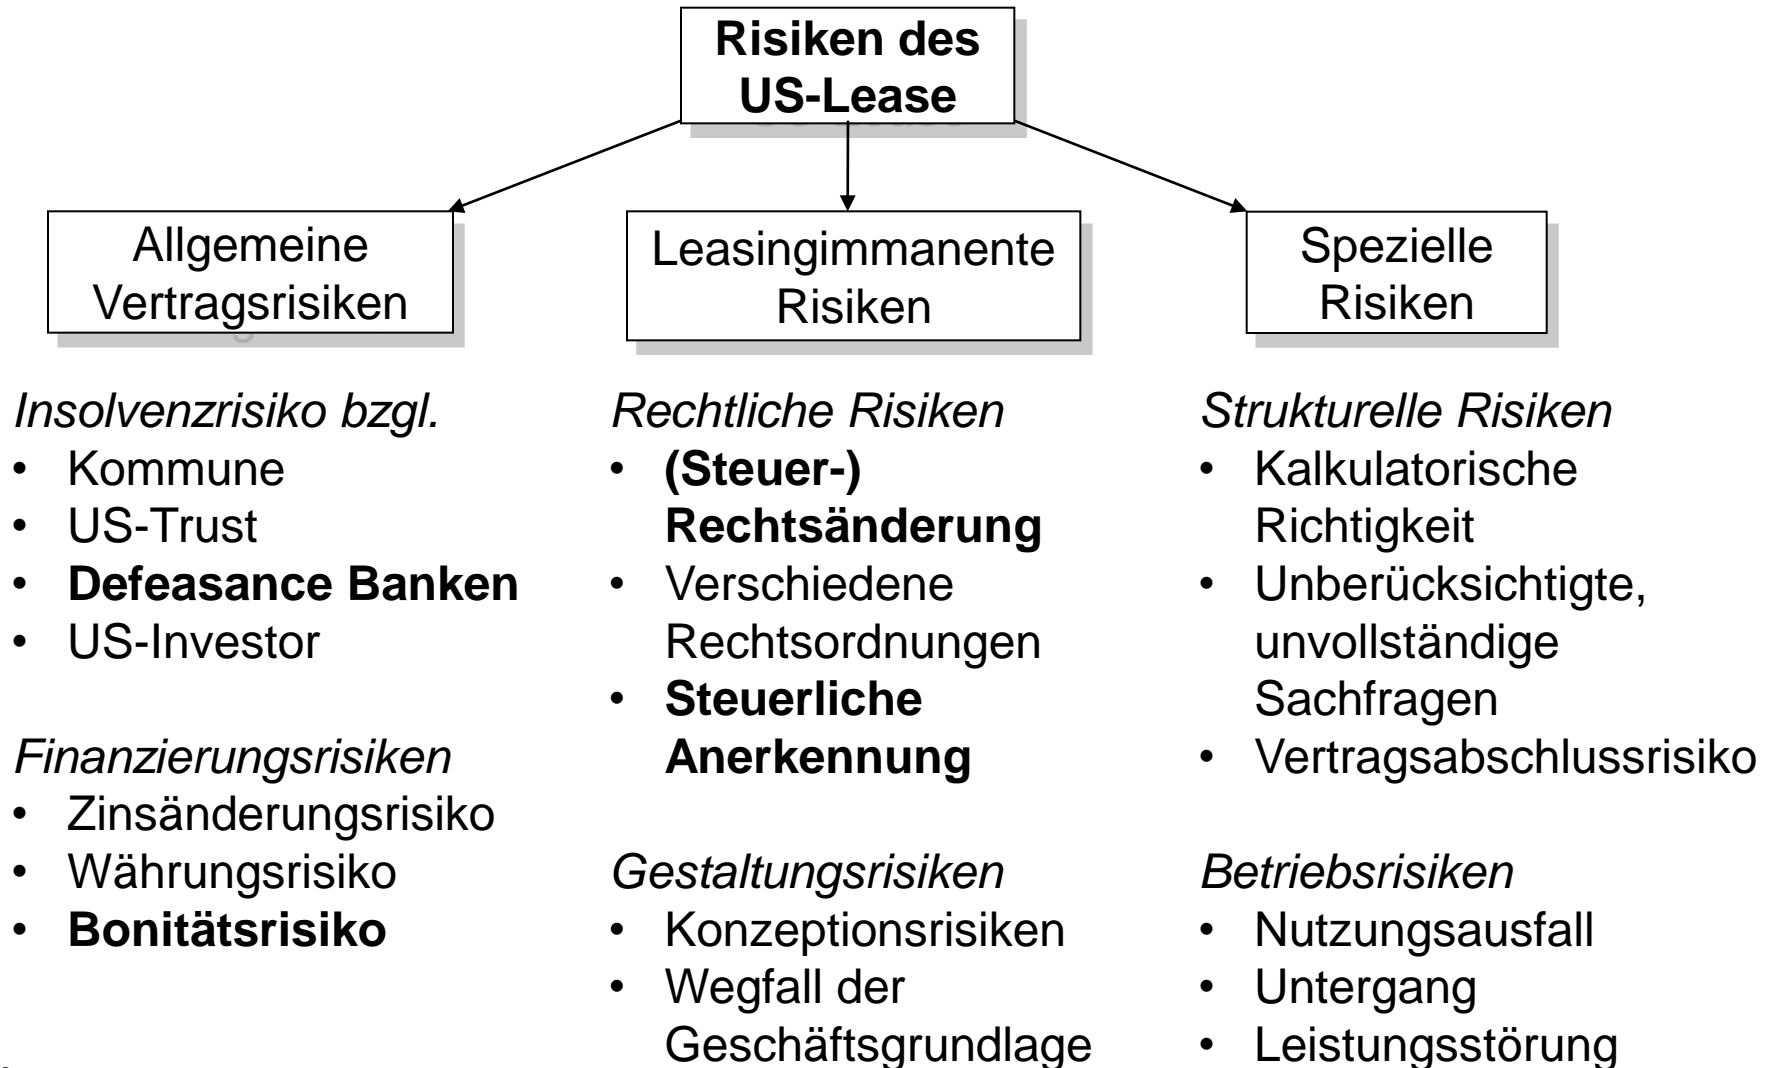 Risiken des
US-Lease
Allgemeine
Vertragsrisiken
Leasingimmanente
Risiken
Spezielle
Risiken
Insolvenzrisiko bzgl.
• Kommune
• US-Trust
• Defeasance Banken
• US-Investor
Finanzierungsrisiken
• Zinsänderungsrisiko
• Währungsrisiko
• Bonitätsrisiko
Rechtliche Risiken
• (Steuer-)
Rechtsänderung
• Verschiedene
Rechtsordnungen
• Steuerliche
Anerkennung
Gestaltungsrisiken
• Konzeptionsrisiken
• Wegfall der
Geschäftsgrundlage
Strukturelle Risiken
• Kalkulatorische
Richtigkeit
• Unberücksichtigte,
unvollständige
Sachfragen
• Vertragsabschlussrisiko
Betriebsrisiken
• Nutzungsausfall
• Untergang
• Leistungsstörung